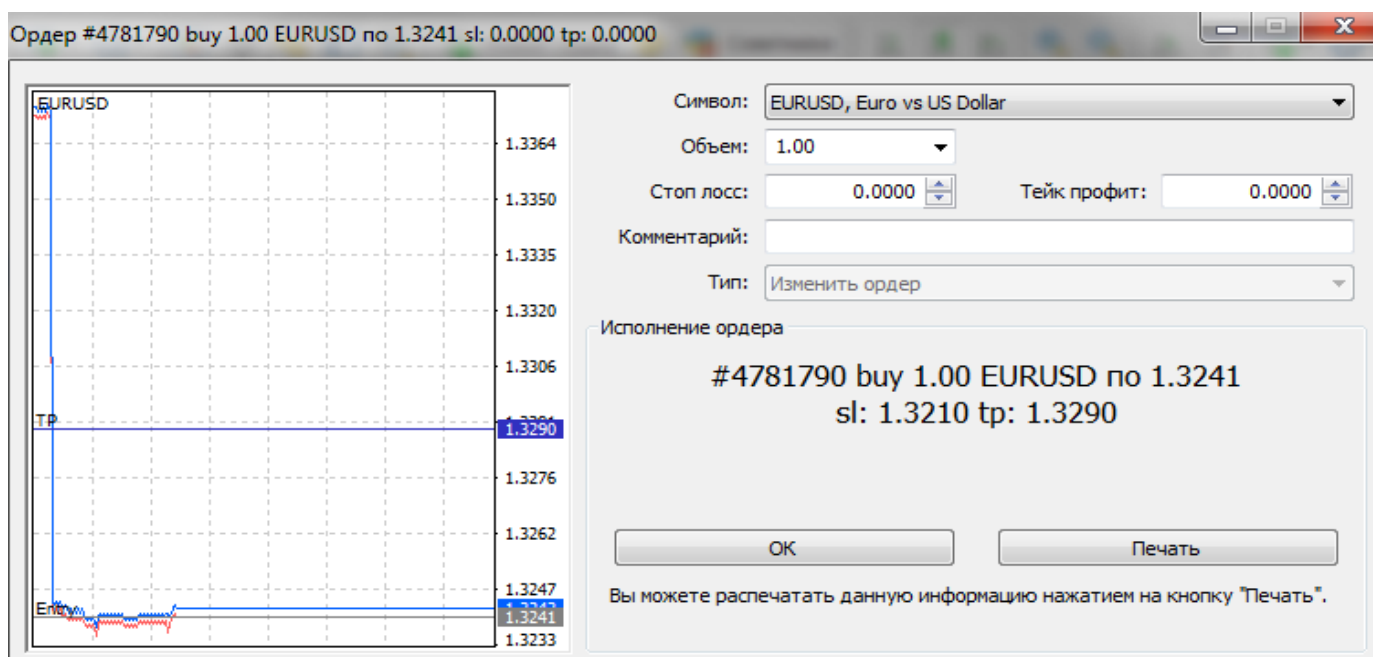 Ордер #4781790 buy 1.00 EURUSD по 1.3241 sl: 0.0000 tp: 0.0000
EURUSD
1.3364
1.3350
1.3335
1.3320
1.3306
TP
1.3290
1.3276
1.3262
1.3247
Entry
1.3241
1.3233
Символ: EURUSD, Euro vs US Dollar
Объем: 1.00
Стоп лосс: 0.0000 Тейк профит: 0.0000
Комментарий:
Тип: Изменить ордер
Исполнение ордера
#4781790 buy 1.00 EURUSD по 1.3241
sl: 1.3210 tp: 1.3290
OK Печать
Вы можете распечатать данную информацию нажатием на кнопку "Печать".